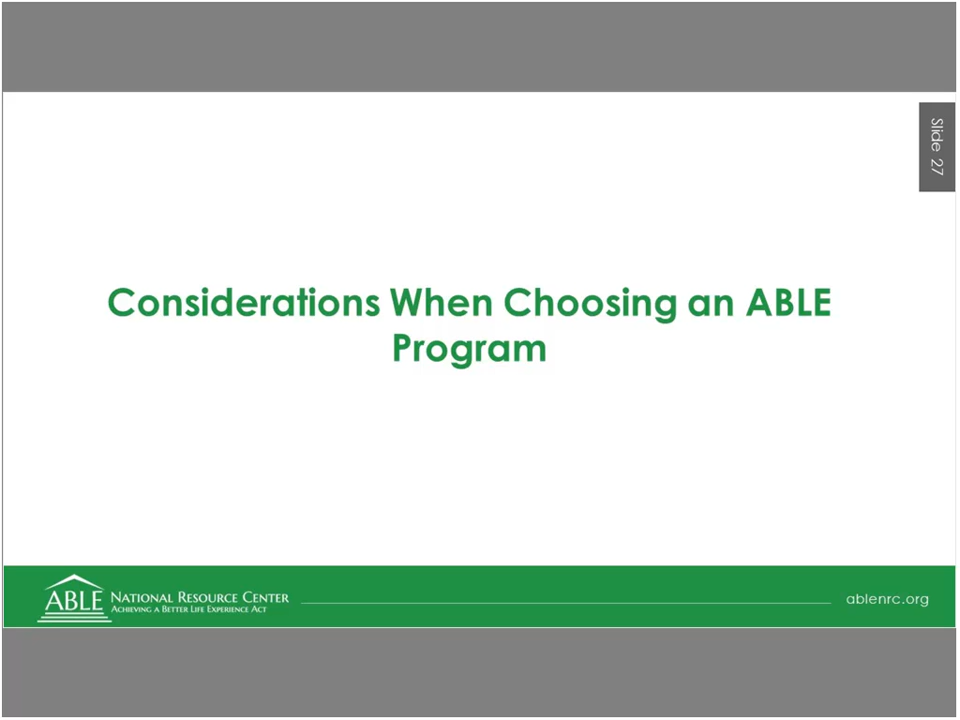 Slide 27
Considerations When Choosing an ABLE
Program
ABLE
NATIONAL RESOURCE CENTER
ACHIEVING A BETTER LIFE EXPERIENCE ACT
ablenrc.org